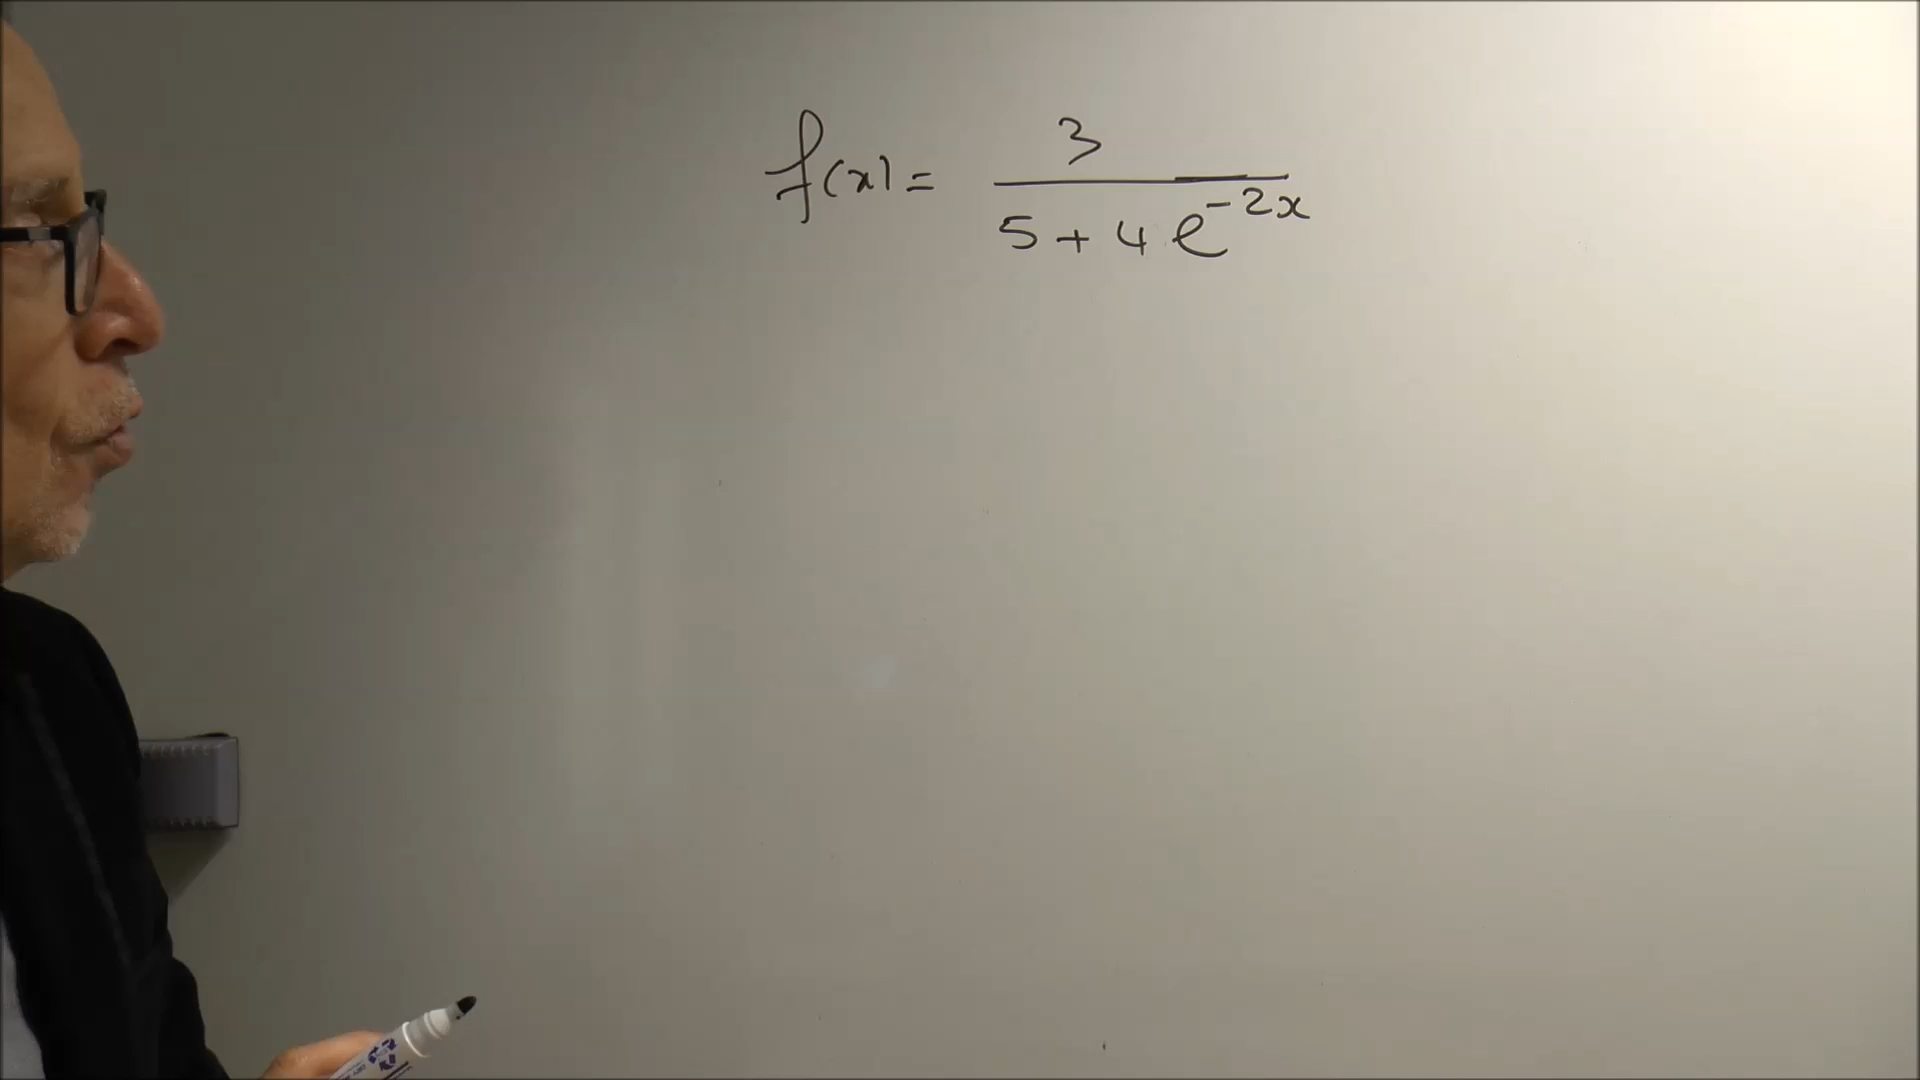 f(x) = 3 / (5 + 4e^{-2x})